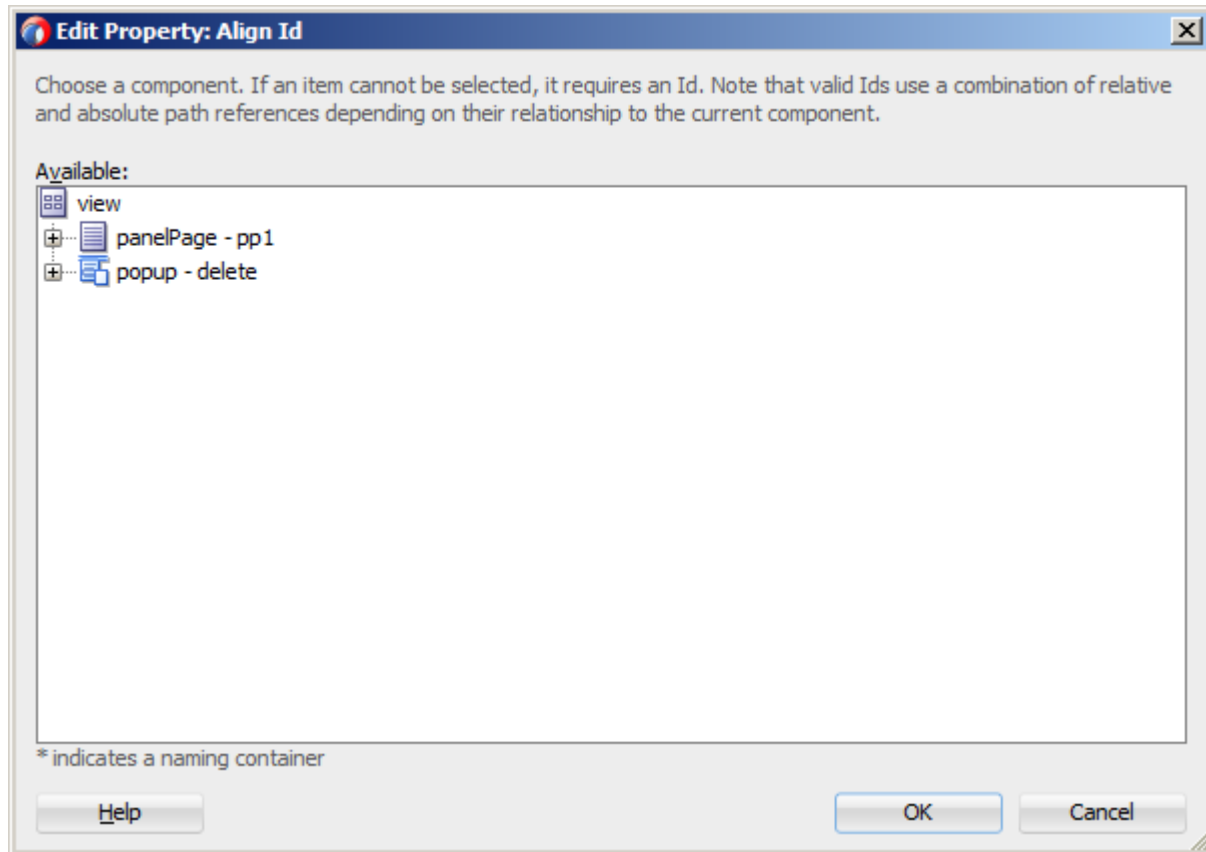 Edit Property: Align Id
Choose a component. If an item cannot be selected, it requires an Id. Note that valid Ids use a combination of relative
and absolute path references depending on their relationship to the current component.
Available:
view
panelPage - pp1
popup - delete
* indicates a naming container
Help OK Cancel